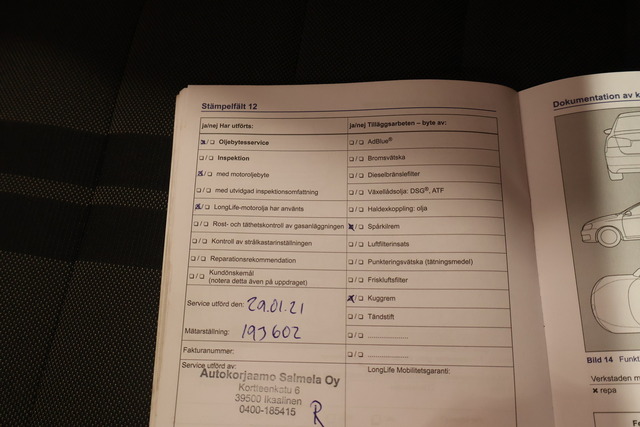 Stämpelfält 12
ja/nej Har utförts:
☒/☐ Oljebytesservice
☐/☐ Inspektion
☒/☐ med motoroljebyte
☐/☐ med utvidgad inspektionsomfattning
☒/☐ LongLife-motorolja har använts
☐/☐ Rost- och täthetskontroll av gasanläggningen
☐/☐ Kontroll av strålkastarinställningen
☐/☐ Reparationsrekommendation
☐/☐ Kundönskemål
(notera detta även på uppdraget)
Service utförd den: 29.01.21
Mätarställning: 193602
Fakturanummer:
Service utförd av:
Autokorjaamo Salmela Oy
Kortteenkatu 6
39500 Ikaalinen
0400-185415
R
ja/nej Tilläggsarbeten – byte av:
☐/☐ AdBlue®
☐/☐ Bromsvätska
☐/☐ Dieselbränslefilter
☐/☐ Växellådsolja: DSG®, ATF
☐/☐ Haldexkoppling: olja
☒/☐ Spårkilrem
☐/☐ Luftfilterinsats
☐/☐ Punkteringsvätska (tätningsmedel)
☐/☐ Friskluftsfilter
☒/☐ Kuggrem
☐/☐ Tändstift
☐/☐ ....................
☐/☐ ....................
LongLife Mobilitetsgaranti:
Dokumentation av k
Bild 14 Funkt
Verkstaden m
× repa